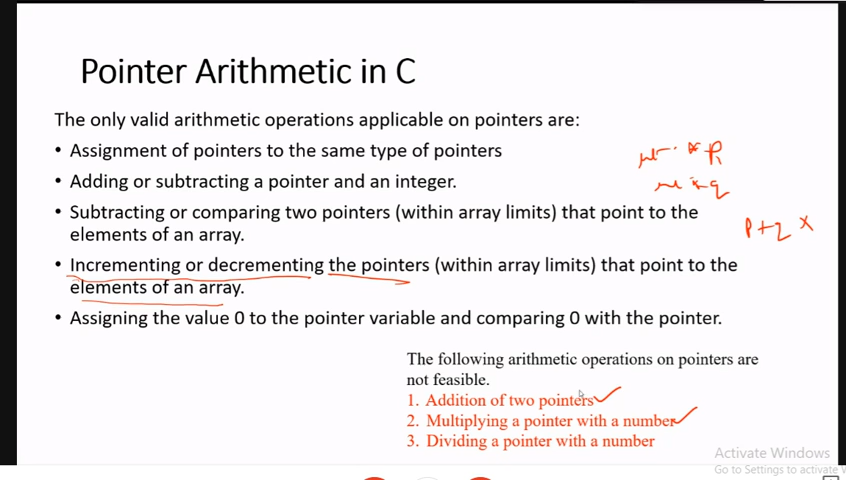 Pointer Arithmetic in C
The only valid arithmetic operations applicable on pointers are:
• Assignment of pointers to the same type of pointers
• Adding or subtracting a pointer and an integer.
• Subtracting or comparing two pointers (within array limits) that point to the
elements of an array.
• Incrementing or decrementing the pointers (within array limits) that point to the
elements of an array.
• Assigning the value 0 to the pointer variable and comparing 0 with the pointer.
The following arithmetic operations on pointers are
not feasible.
1. Addition of two pointers
2. Multiplying a pointer with a number
3. Dividing a pointer with a number
Activate Windows
Go to Settings to activate